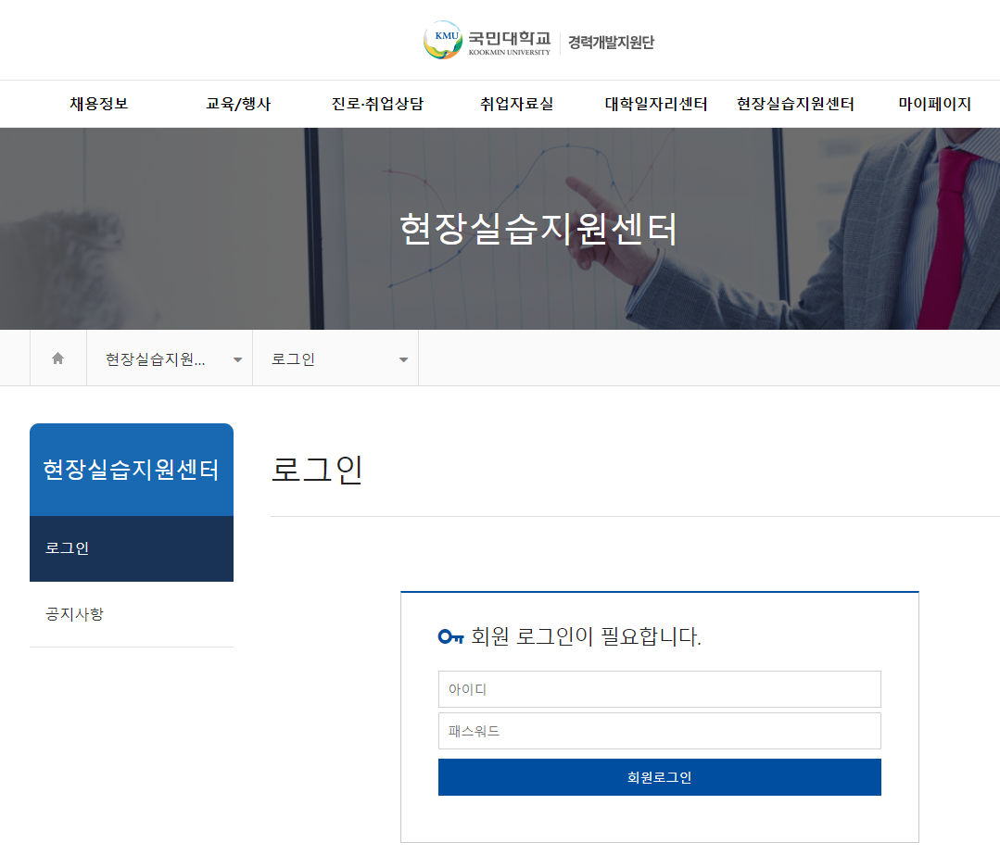 KMU 국민대학교 KOOKMIN UNIVERSITY 경력개발지원단
채용정보 교육/행사 진로·취업상담 취업자료실 대학일자리센터 현장실습지원센터 마이페이지
현장실습지원센터
현장실습지원... 로그인
현장실습지원센터
로그인
공지사항
로그인
회원 로그인이 필요합니다.
아이디
패스워드
회원로그인